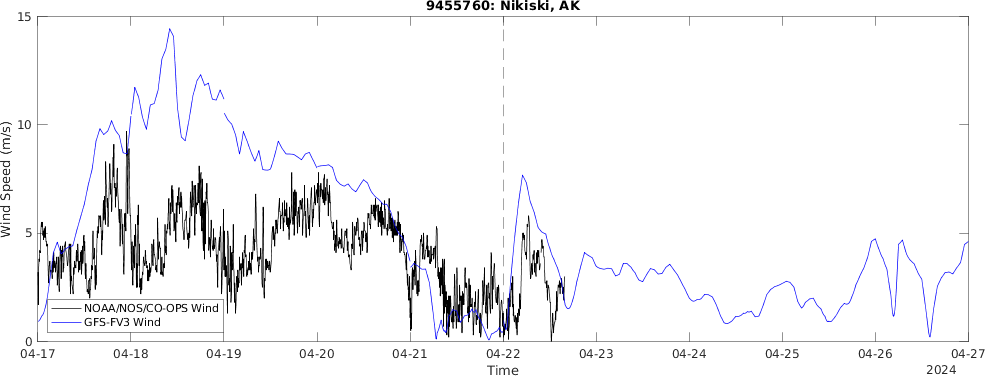 9455760: Nikiski, AK
15
10
5
0
Wind Speed (m/s)
NOAA/NOS/CO-OPS Wind
GFS-FV3 Wind
04-17 04-18 04-19 04-20 04-21 04-22 04-23 04-24 04-25 04-26 04-27
Time
2024